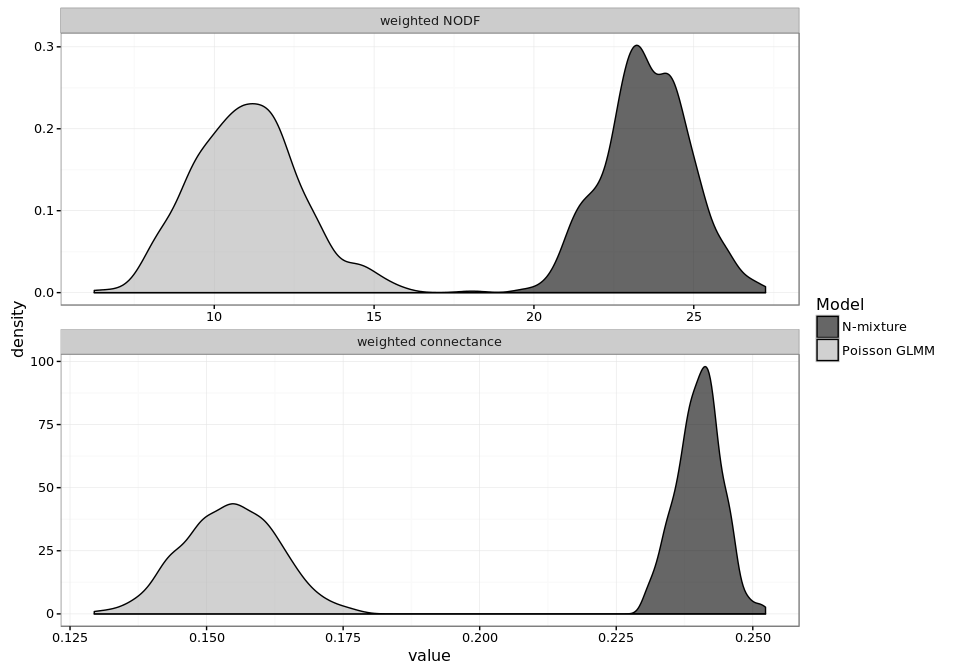 weighted NODF
0.3
0.2
0.1
0.0
10 15 20 25
density
weighted connectance
100
75
50
25
0
0.125 0.150 0.175 0.200 0.225 0.250
value
Model
N-mixture
Poisson GLMM